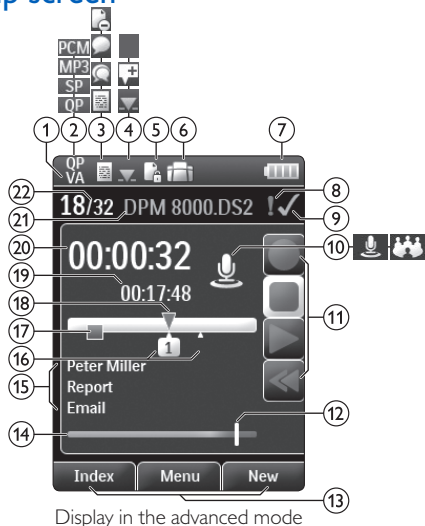 p screen
PCM
MP3
SP
QP
1 2 3 4 5 6 7
QP
VA
22
18/32 DPM 8000.DS2 !✓
8
21
9
20
00:00:32
10
19
00:17:48
18
11
17
1
16
Peter Miller
15
Report
Email
12
14
Index Menu New
13
Display in the advanced mode